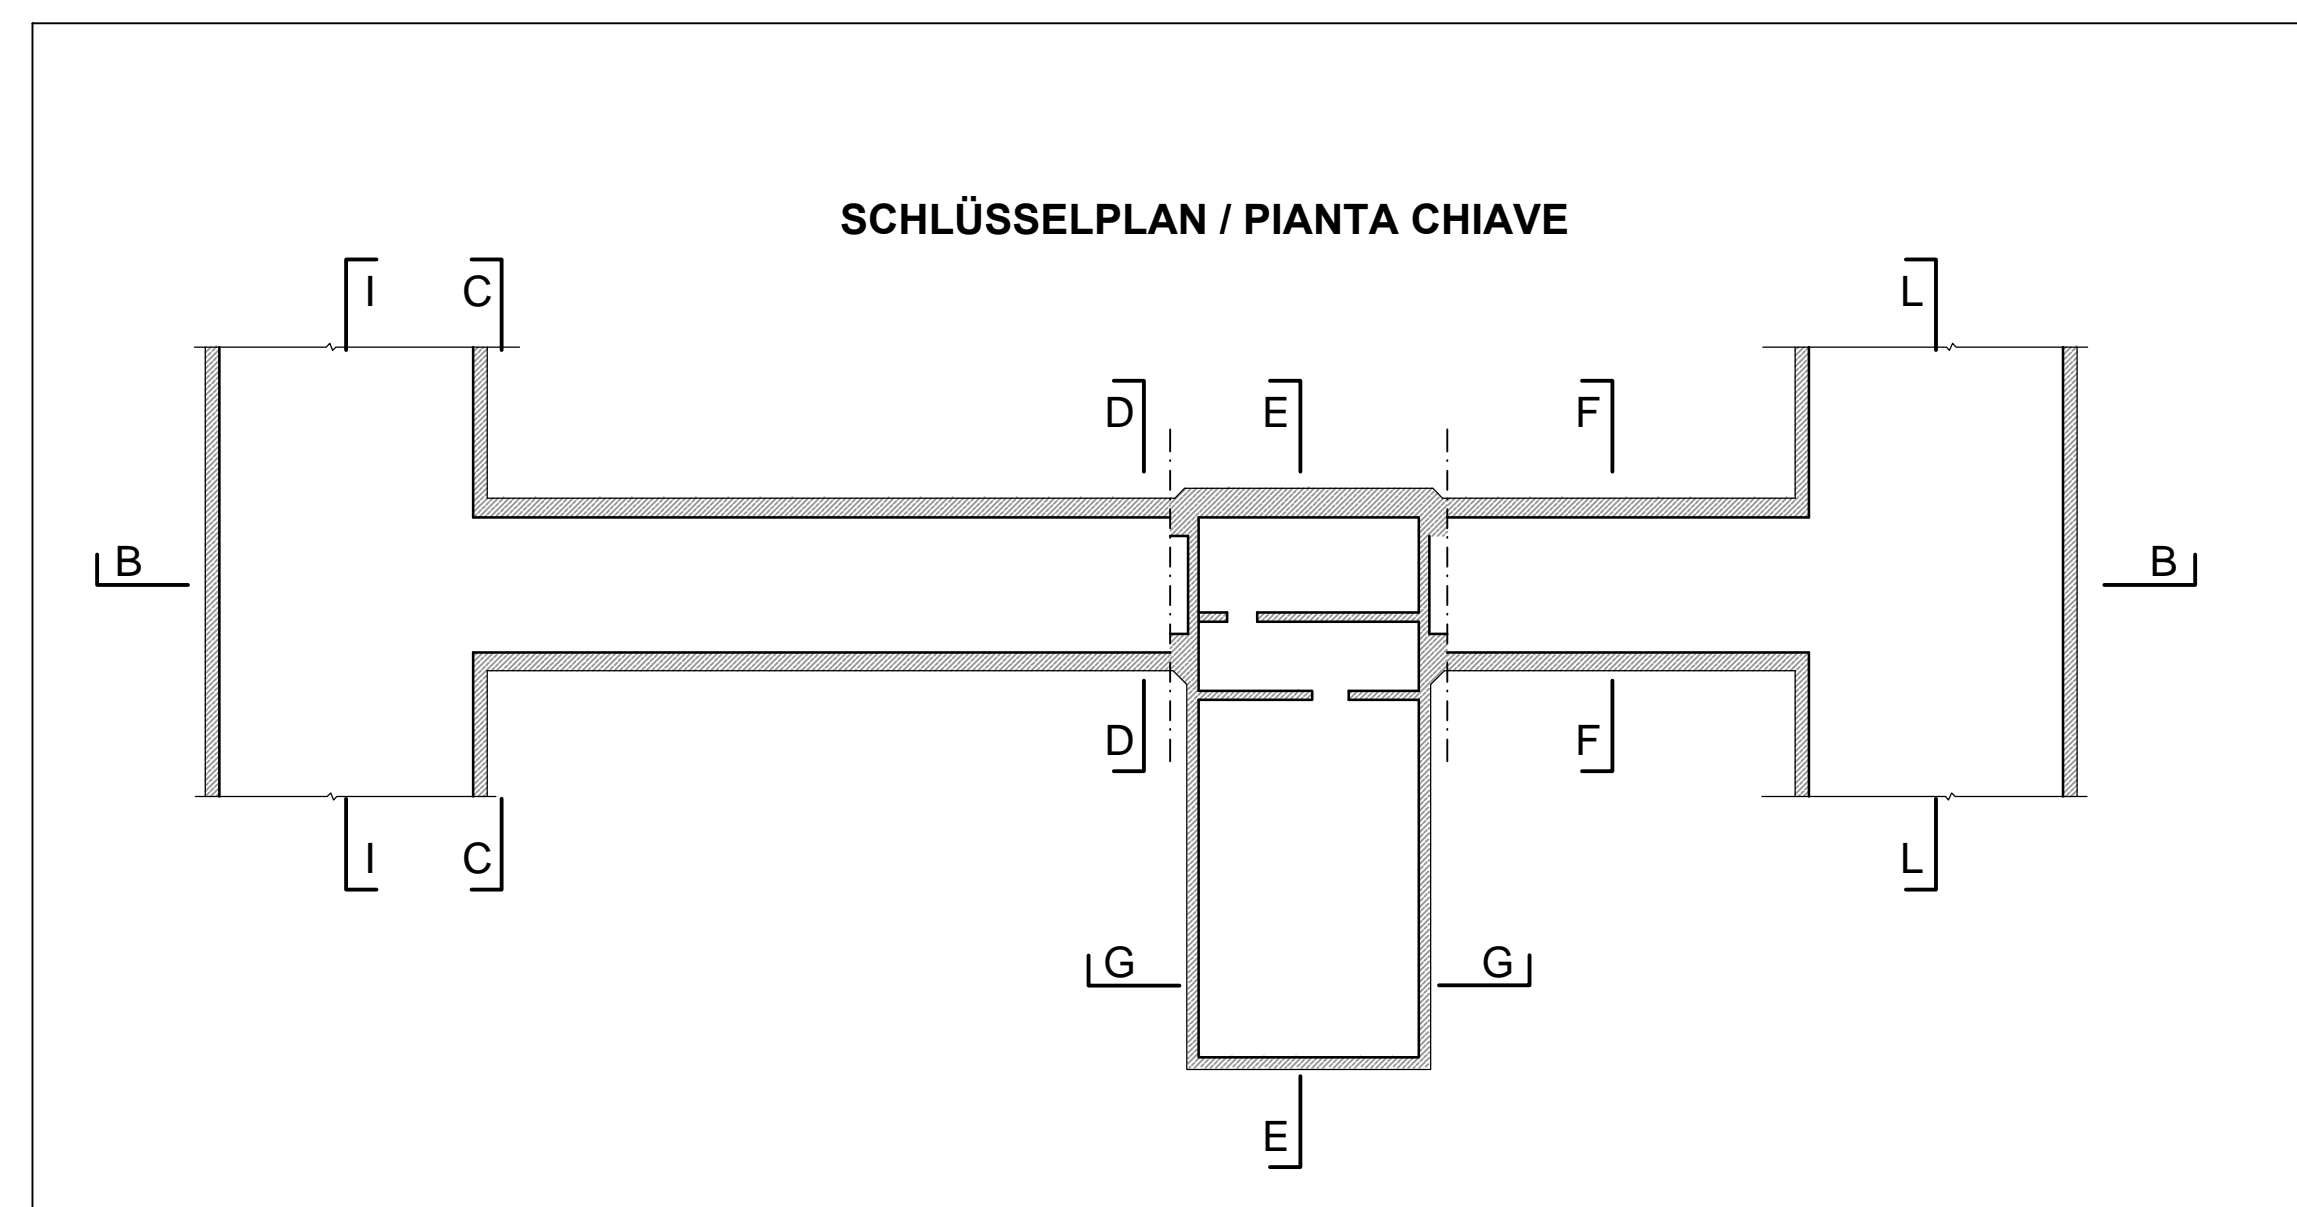 SCHLÜSSELPLAN / PIANTA CHIAVE
I C L
D E F
B B
D F
I C L
G G
E